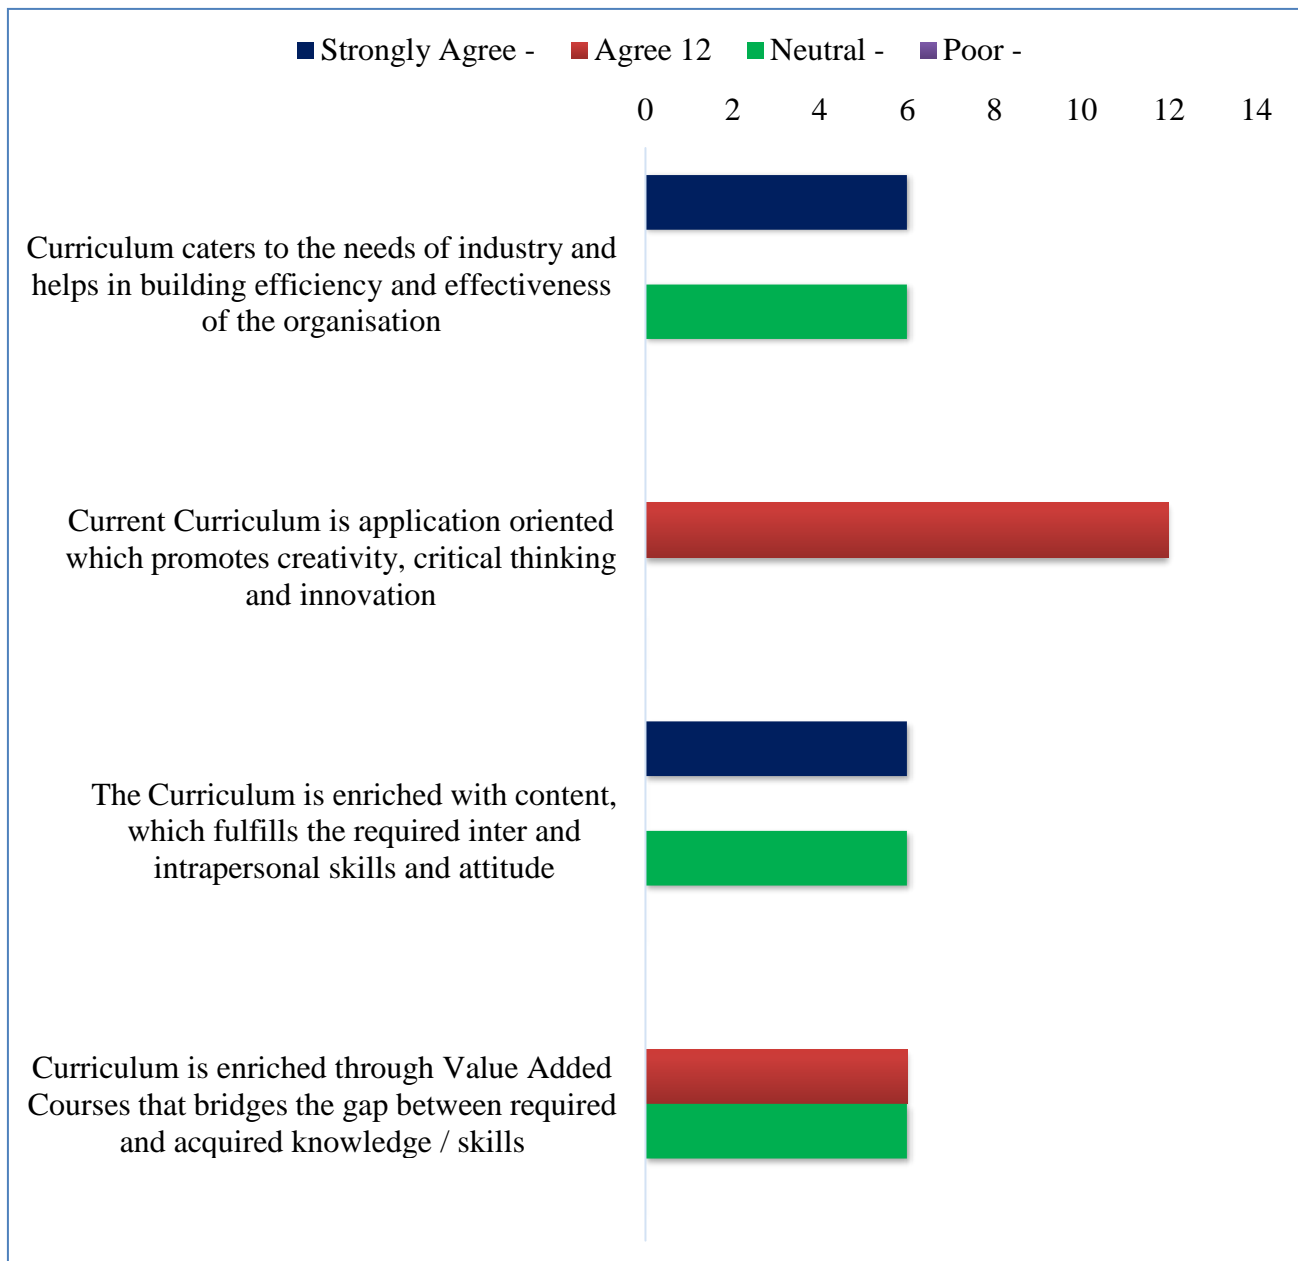 Strongly Agree - Agree 12 Neutral - Poor -
0 2 4 6 8 10 12 14
Curriculum caters to the needs of industry and
helps in building efficiency and effectiveness
of the organisation
Current Curriculum is application oriented
which promotes creativity, critical thinking
and innovation
The Curriculum is enriched with content,
which fulfills the required inter and
intrapersonal skills and attitude
Curriculum is enriched through Value Added
Courses that bridges the gap between required
and acquired knowledge / skills